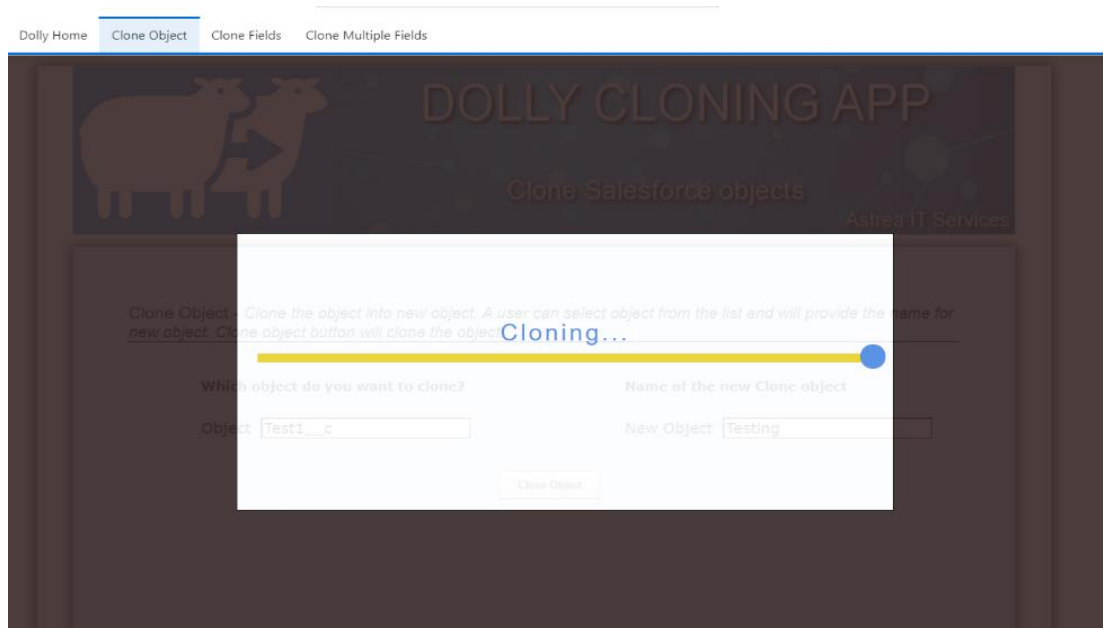 Dolly Home Clone Object Clone Fields Clone Multiple Fields
DOLLY CLONING APP
Clone Salesforce objects
Astrea IT Services
Clone Object - Clone the object into new object. A user can select object from the list and will provide the name for
new object. Clone object button will clone the object
Cloning...
Which object do you want to clone? Name of the new Clone object
Object Test1__c New Object Testing
Clone Object